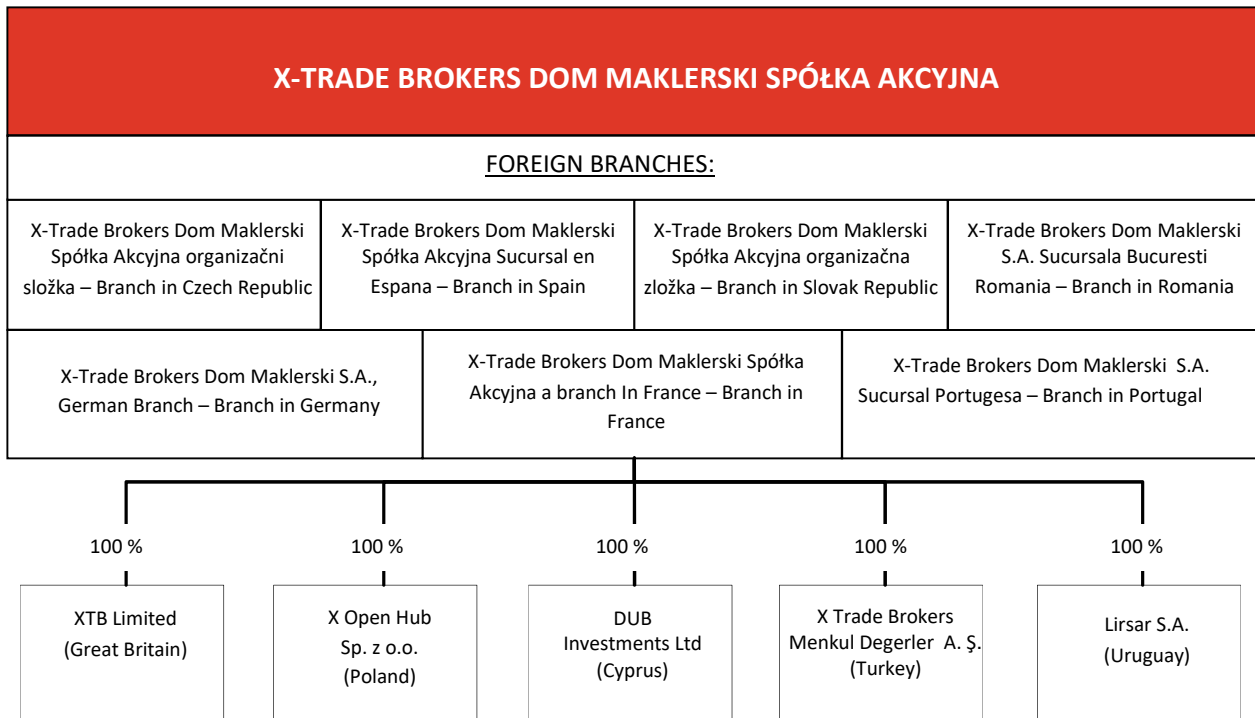 X-TRADE BROKERS DOM MAKLERSKI SPÓŁKA AKCYJNA
FOREIGN BRANCHES:
X-Trade Brokers Dom Maklerski
Spółka Akcyjna organizačni
složka – Branch in Czech Republic
X-Trade Brokers Dom Maklerski
Spółka Akcyjna Sucursal en
Espana – Branch in Spain
X-Trade Brokers Dom Maklerski
Spółka Akcyjna organizačna
zložka – Branch in Slovak Republic
X-Trade Brokers Dom Maklerski
S.A. Sucursala Bucuresti
Romania – Branch in Romania
X-Trade Brokers Dom Maklerski S.A.,
German Branch – Branch in Germany
X-Trade Brokers Dom Maklerski Spółka
Akcyjna a branch In France – Branch in
France
X-Trade Brokers Dom Maklerski S.A.
Sucursal Portugesa – Branch in Portugal
100 %
100 %
100 %
100 %
100 %
XTB Limited
(Great Britain)
X Open Hub
Sp. z o.o.
(Poland)
DUB
Investments Ltd
(Cyprus)
X Trade Brokers
Menkul Degerler A. Ş.
(Turkey)
Lirsar S.A.
(Uruguay)